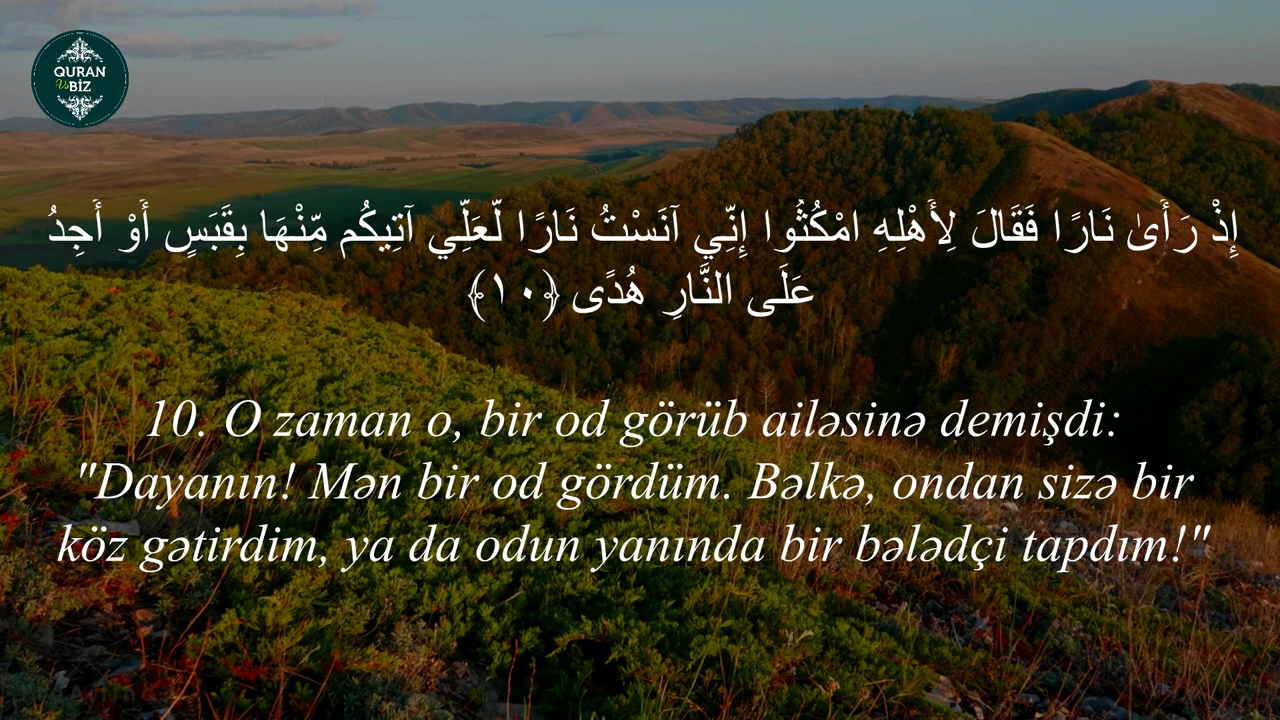 QURAN
Və
BİZ
إِذْ رَأَىٰ نَارًا فَقَالَ لِأَهْلِهِ امْكُثُوا إِنِّي آنَسْتُ نَارًا لَّعَلِّي آتِيكُم مِّنْهَا بِقَبَسٍ أَوْ أَجِدُ
عَلَى النَّارِ هُدًى ﴿١٠﴾
10. O zaman o, bir od görüb ailəsinə demişdi:
"Dayanın! Mən bir od gördüm. Bəlkə, ondan sizə bir
köz gətirdim, ya da odun yanında bir bələdçi tapdım!"